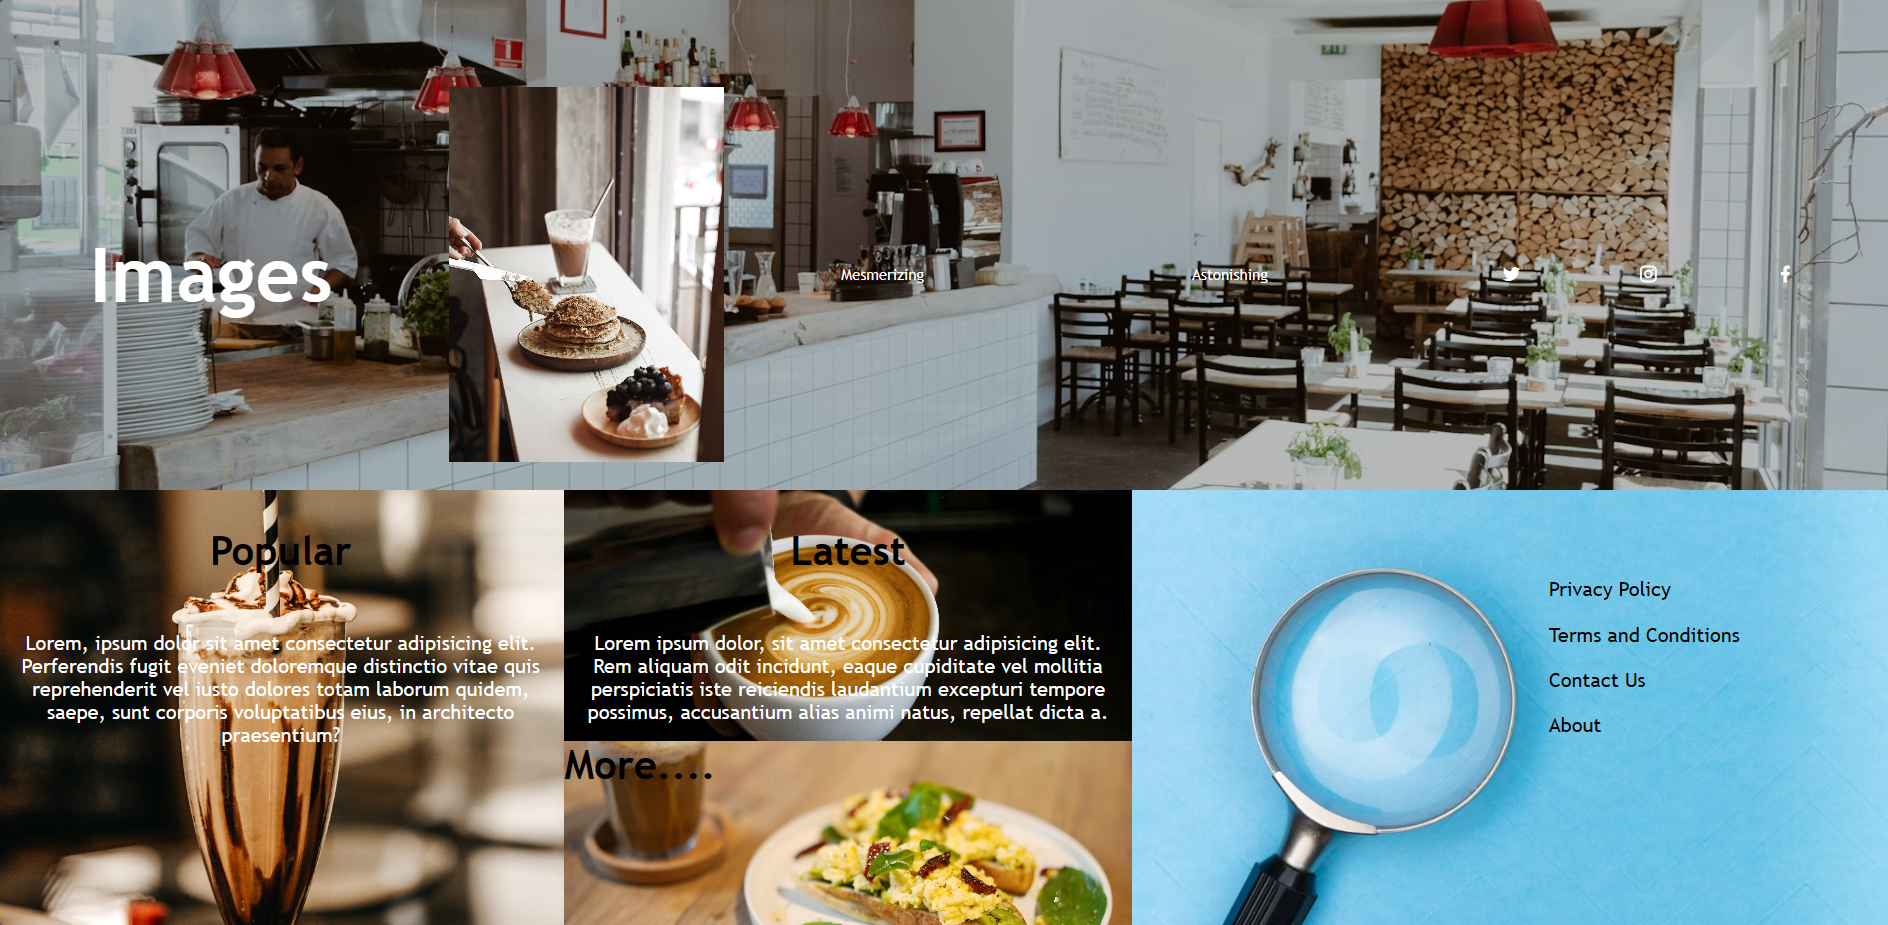 Images
Mesmerizing
Astonishing
Popular
Lorem, ipsum dolor sit amet consectetur adipisicing elit.
Perferendis fugit eveniet doloremque distinctio vitae quis
reprehenderit vel iusto dolores totam laborum quidem,
saepe, sunt corporis voluptatibus eius, in architecto
praesentium?
Latest
Lorem ipsum dolor, sit amet consectetur adipisicing elit.
Rem aliquam odit incidunt, eaque cupiditate vel mollitia
perspiciatis iste reiciendis laudantium excepturi tempore
possimus, accusantium alias animi natus, repellat dicta a.
More....
Privacy Policy
Terms and Conditions
Contact Us
About